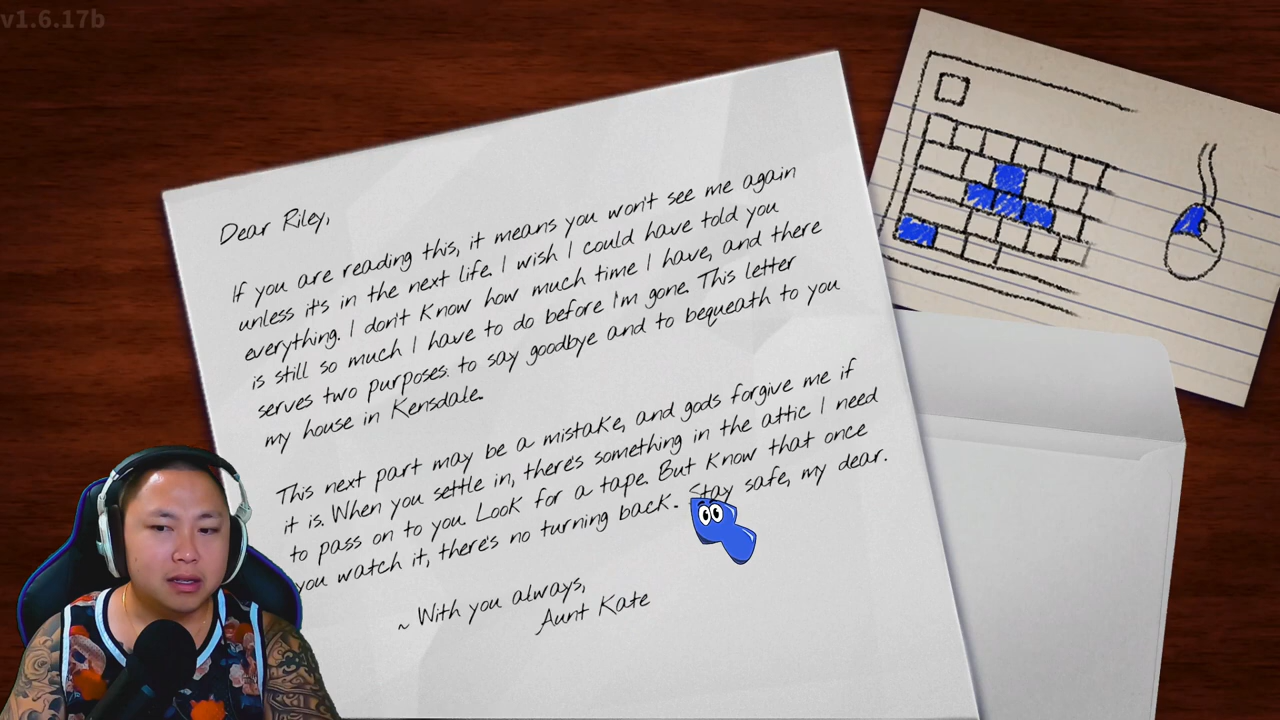 v1.6.17b
Dear Riley,
If you are reading this, it means you won't see me again
unless it's in the next life. I wish I could have told you
everything. I don't know how much time I have, and there
is still so much I have to do before I'm gone. This letter
serves two purposes: to say goodbye and to bequeath to you
my house in Kensdale.
This next part may be a mistake, and gods forgive me if
it is. When you settle in, there's something in the attic I need
to pass on to you. Look for a tape. But know that once
you watch it, there's no turning back. Stay safe, my dear.
~ With you always,
Aunt Kate